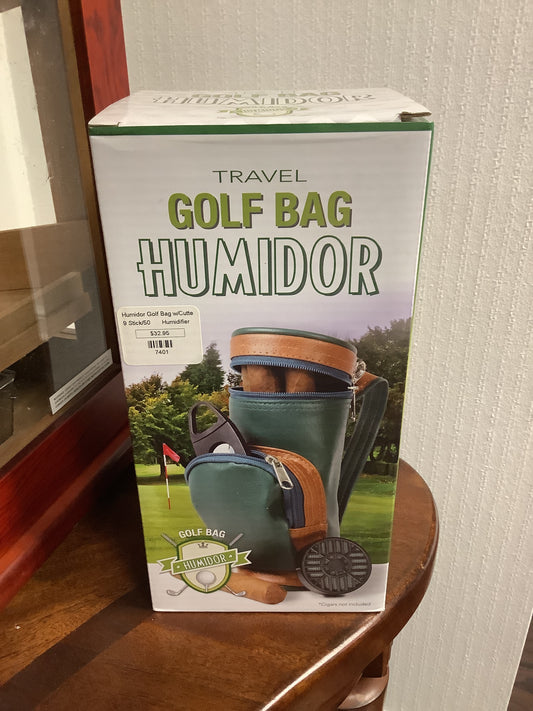 GOLF BAG
HUMIDOR
TRAVEL
GOLF BAG
HUMIDOR
Humidor Golf Bag w/Cutte
9 Stick/50 Humidifier
$32.95
7401
GOLF BAG
HUMIDOR
*Cigars not included